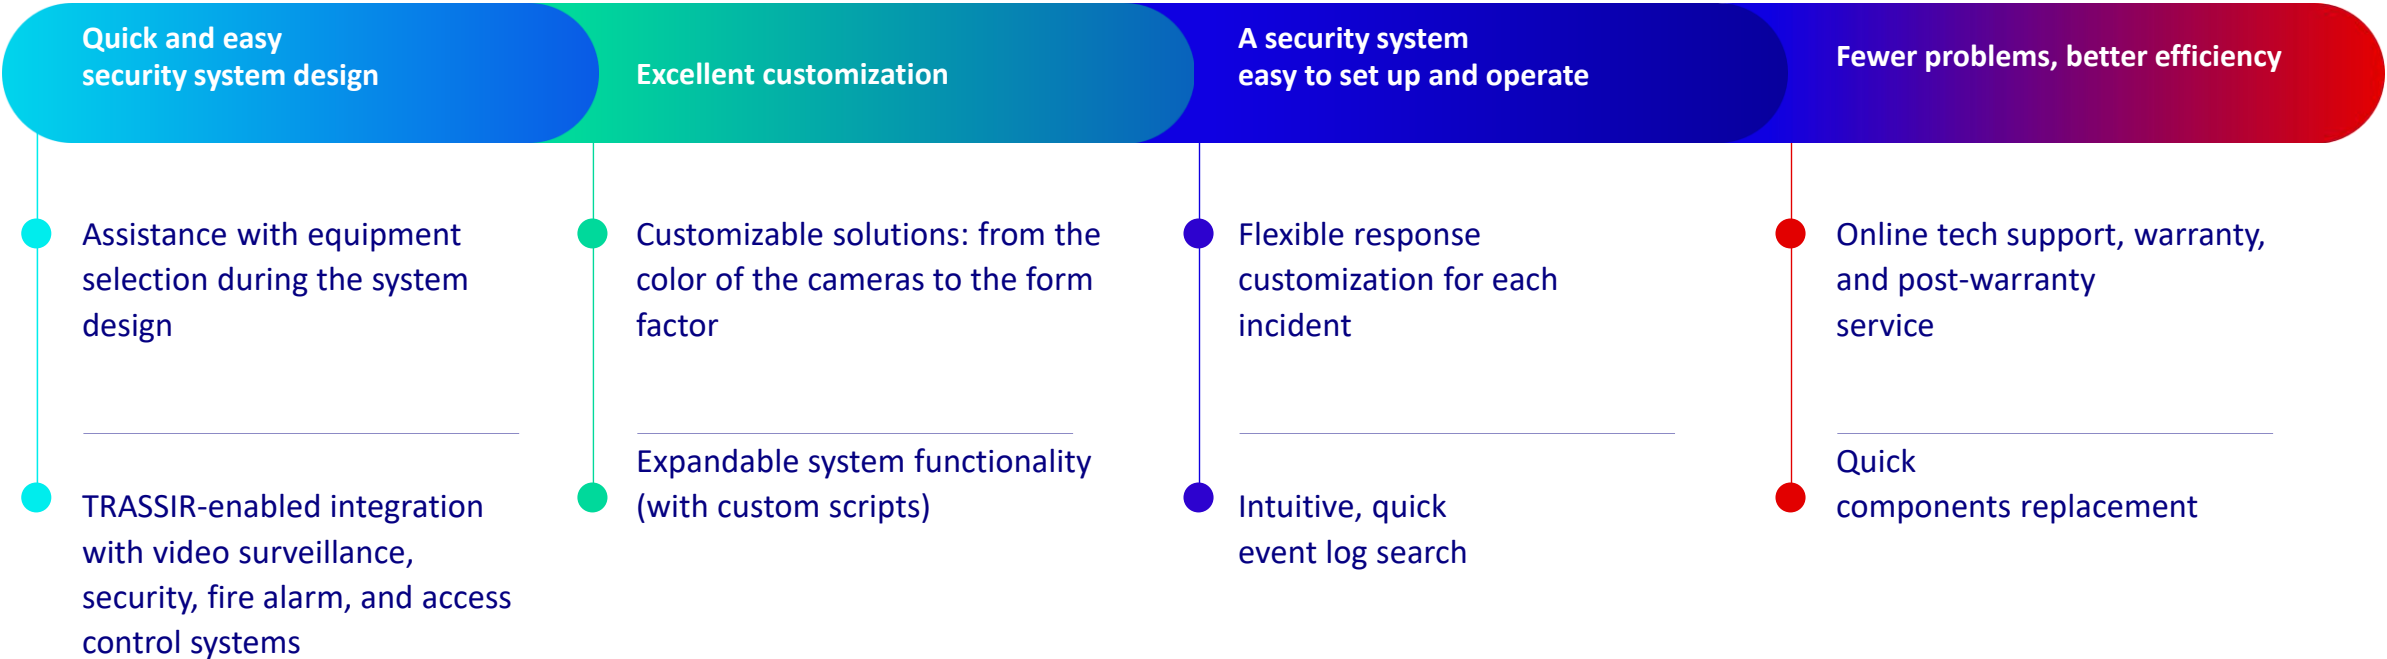 Quick and easy
security system design
Excellent customization
A security system
easy to set up and operate
Fewer problems, better efficiency
Assistance with equipment
selection during the system
design
TRASSIR-enabled integration
with video surveillance,
security, fire alarm, and access
control systems
Customizable solutions: from the
color of the cameras to the form
factor
Expandable system functionality
(with custom scripts)
Flexible response
customization for each
incident
Intuitive, quick
event log search
Online tech support, warranty,
and post-warranty
service
Quick
components replacement